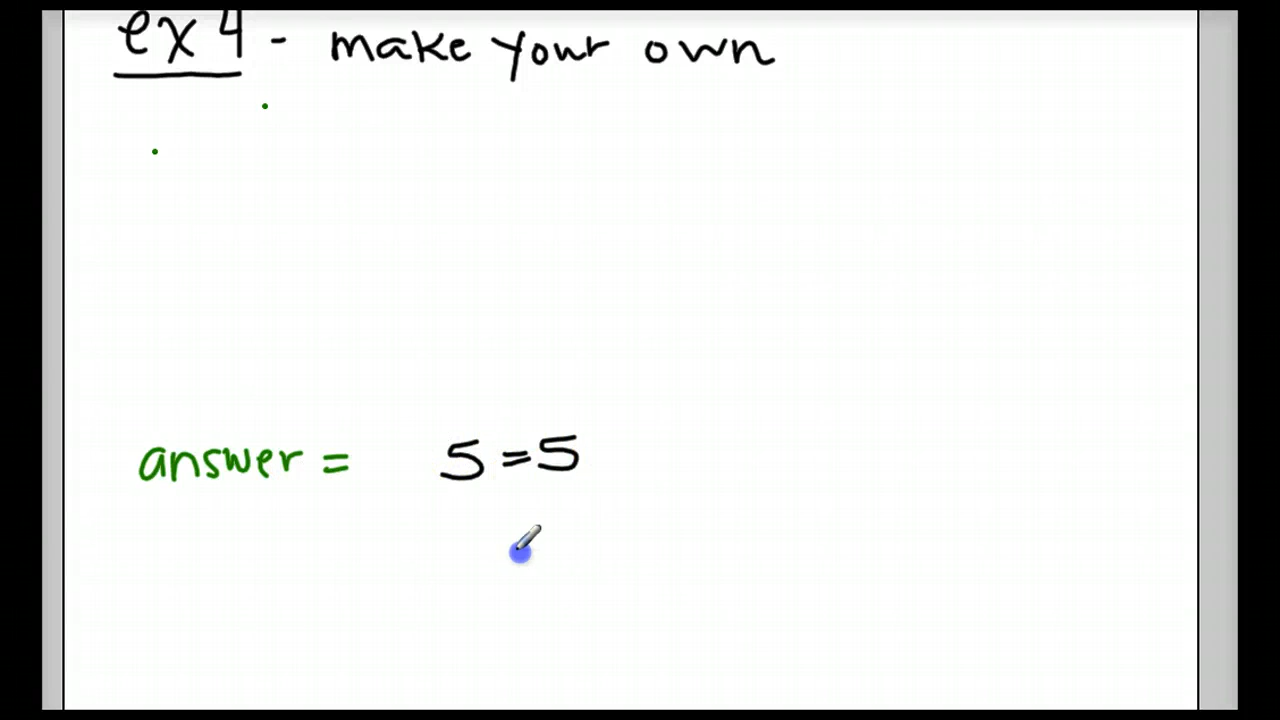 ex 4 - make your own
answer = 5 = 5